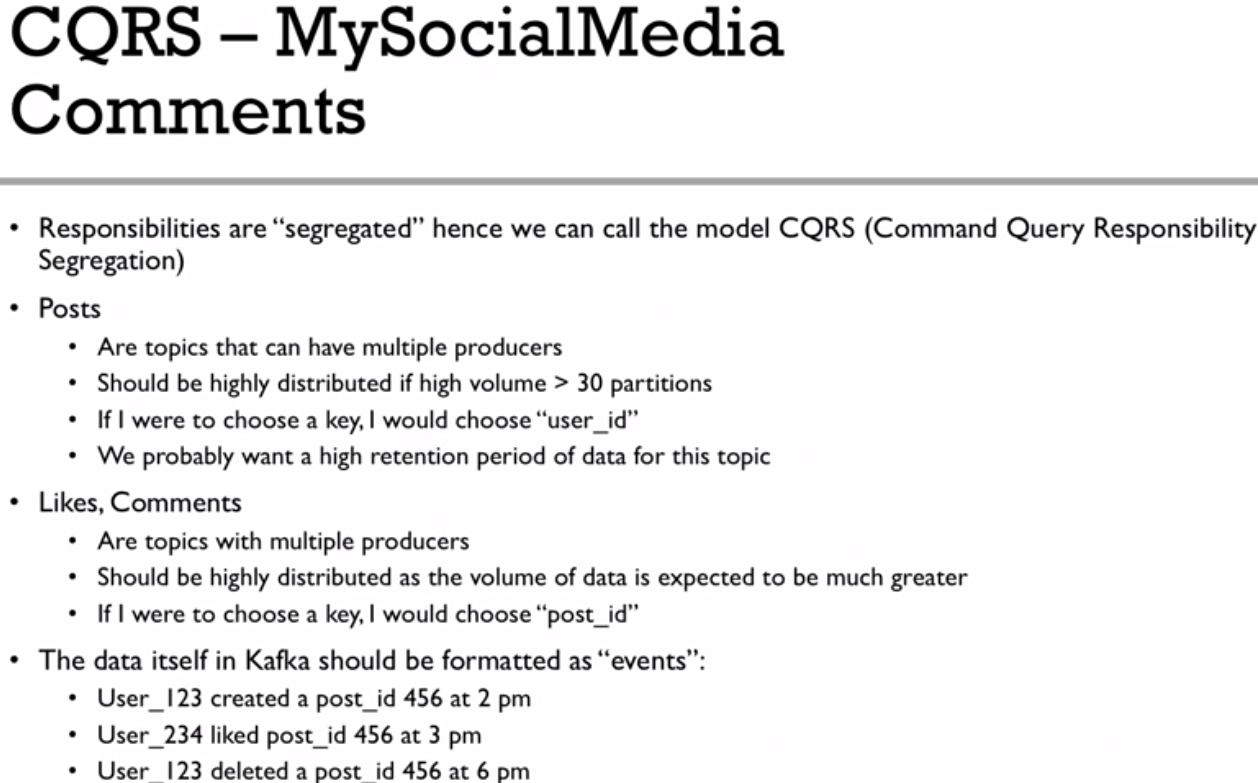 CQRS – MySocialMedia
Comments
• Responsibilities are “segregated” hence we can call the model CQRS (Command Query Responsibility
Segregation)
• Posts
• Are topics that can have multiple producers
• Should be highly distributed if high volume > 30 partitions
• If I were to choose a key, I would choose “user_id”
• We probably want a high retention period of data for this topic
• Likes, Comments
• Are topics with multiple producers
• Should be highly distributed as the volume of data is expected to be much greater
• If I were to choose a key, I would choose “post_id”
• The data itself in Kafka should be formatted as “events”:
• User_123 created a post_id 456 at 2 pm
• User_234 liked post_id 456 at 3 pm
• User_123 deleted a post_id 456 at 6 pm